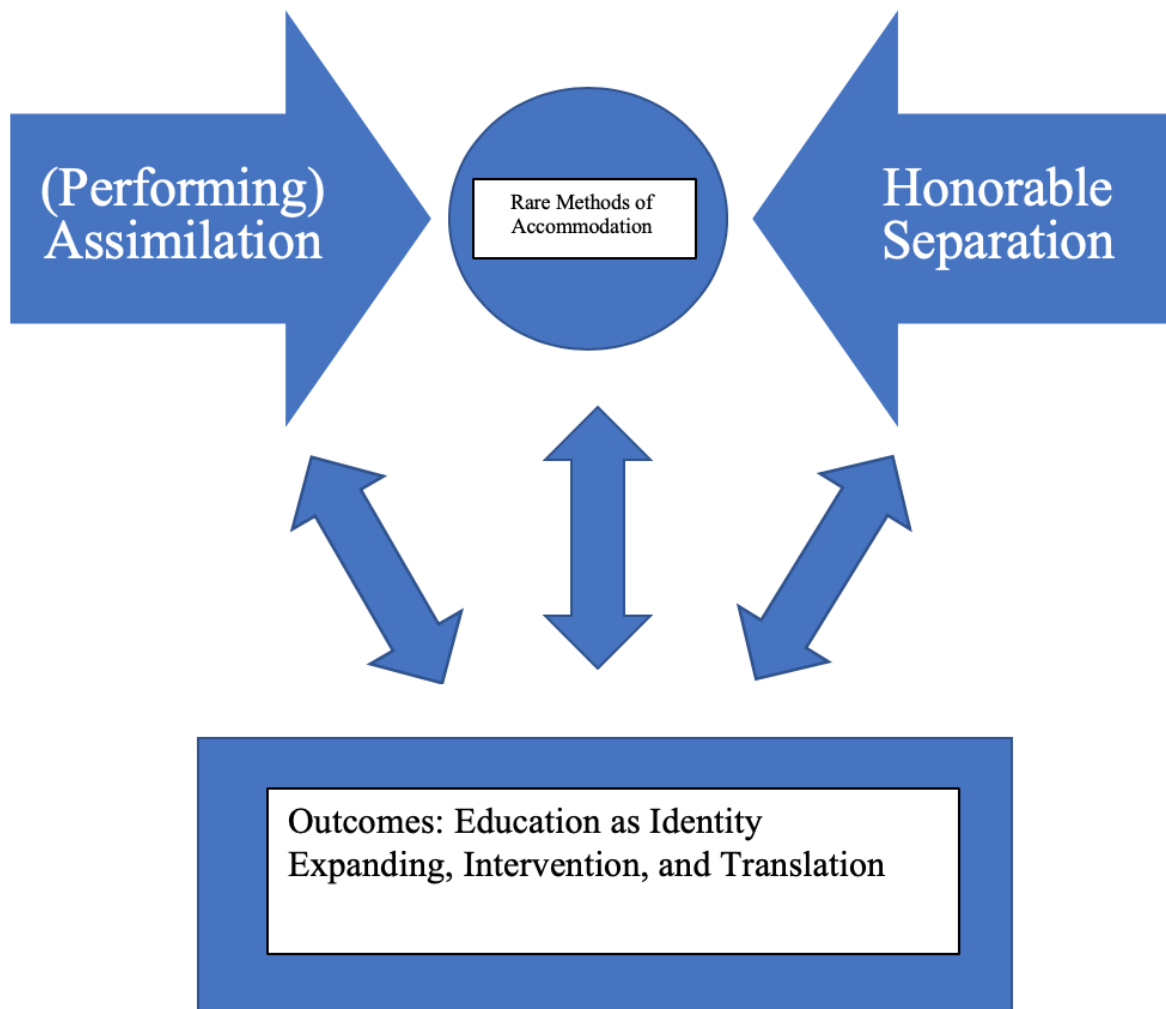 (Performing)
Assimilation
Rare Methods of
Accommodation
Honorable
Separation
Outcomes: Education as Identity
Expanding, Intervention, and Translation